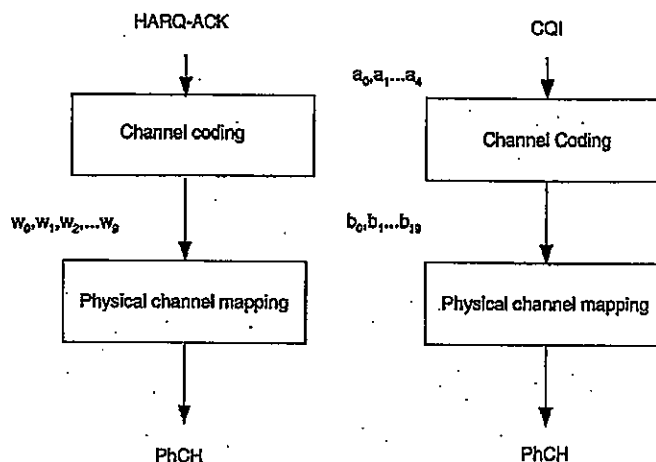 HARQ-ACK
Channel coding
w₀,w₁,w₂,...w₉
Physical channel mapping
PhCH
CQI
a₀,a₁...a₄
Channel Coding
b₀,b₁...b₁₉
Physical channel mapping
PhCH